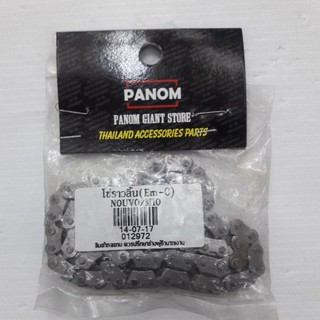 PANOM
PANOM GIANT STORE
THAILAND ACCESSORIES PARTS
โซ่ราวลิ้น(Em-C)
NOUVO/MIO
14-07-17
012972